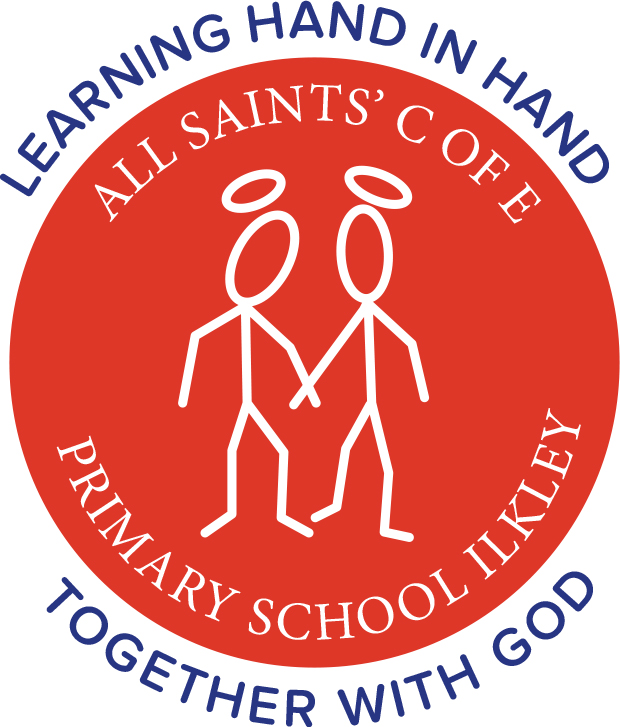 LEARNING HAND IN HAND
ALL SAINTS’ C OF E
PRIMARY SCHOOL ILKLEY
TOGETHER WITH GOD